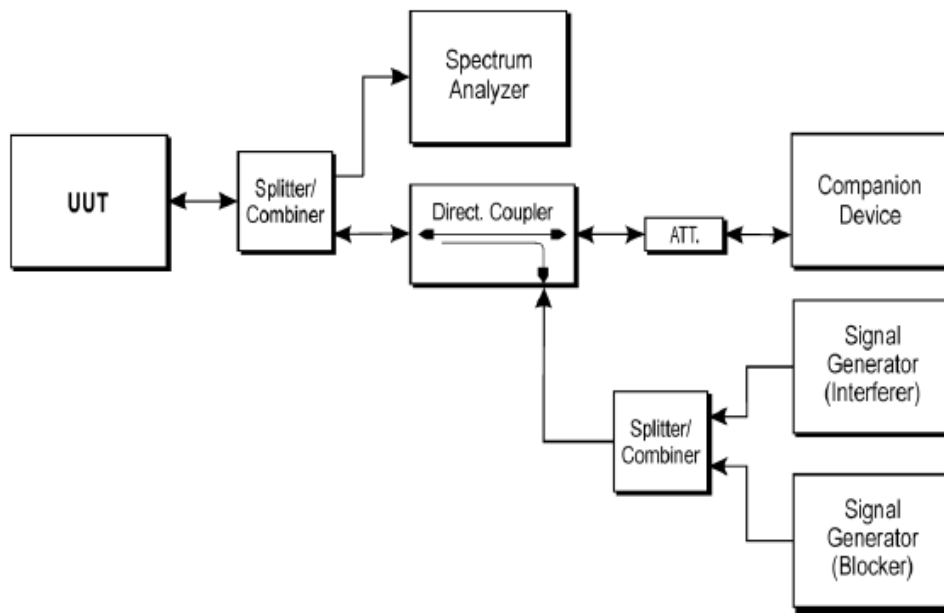 Spectrum
Analyzer
UUT
Splitter/
Combiner
Direct. Coupler
ATT.
Companion
Device
Signal
Generator
(Interferer)
Splitter/
Combiner
Signal
Generator
(Blocker)